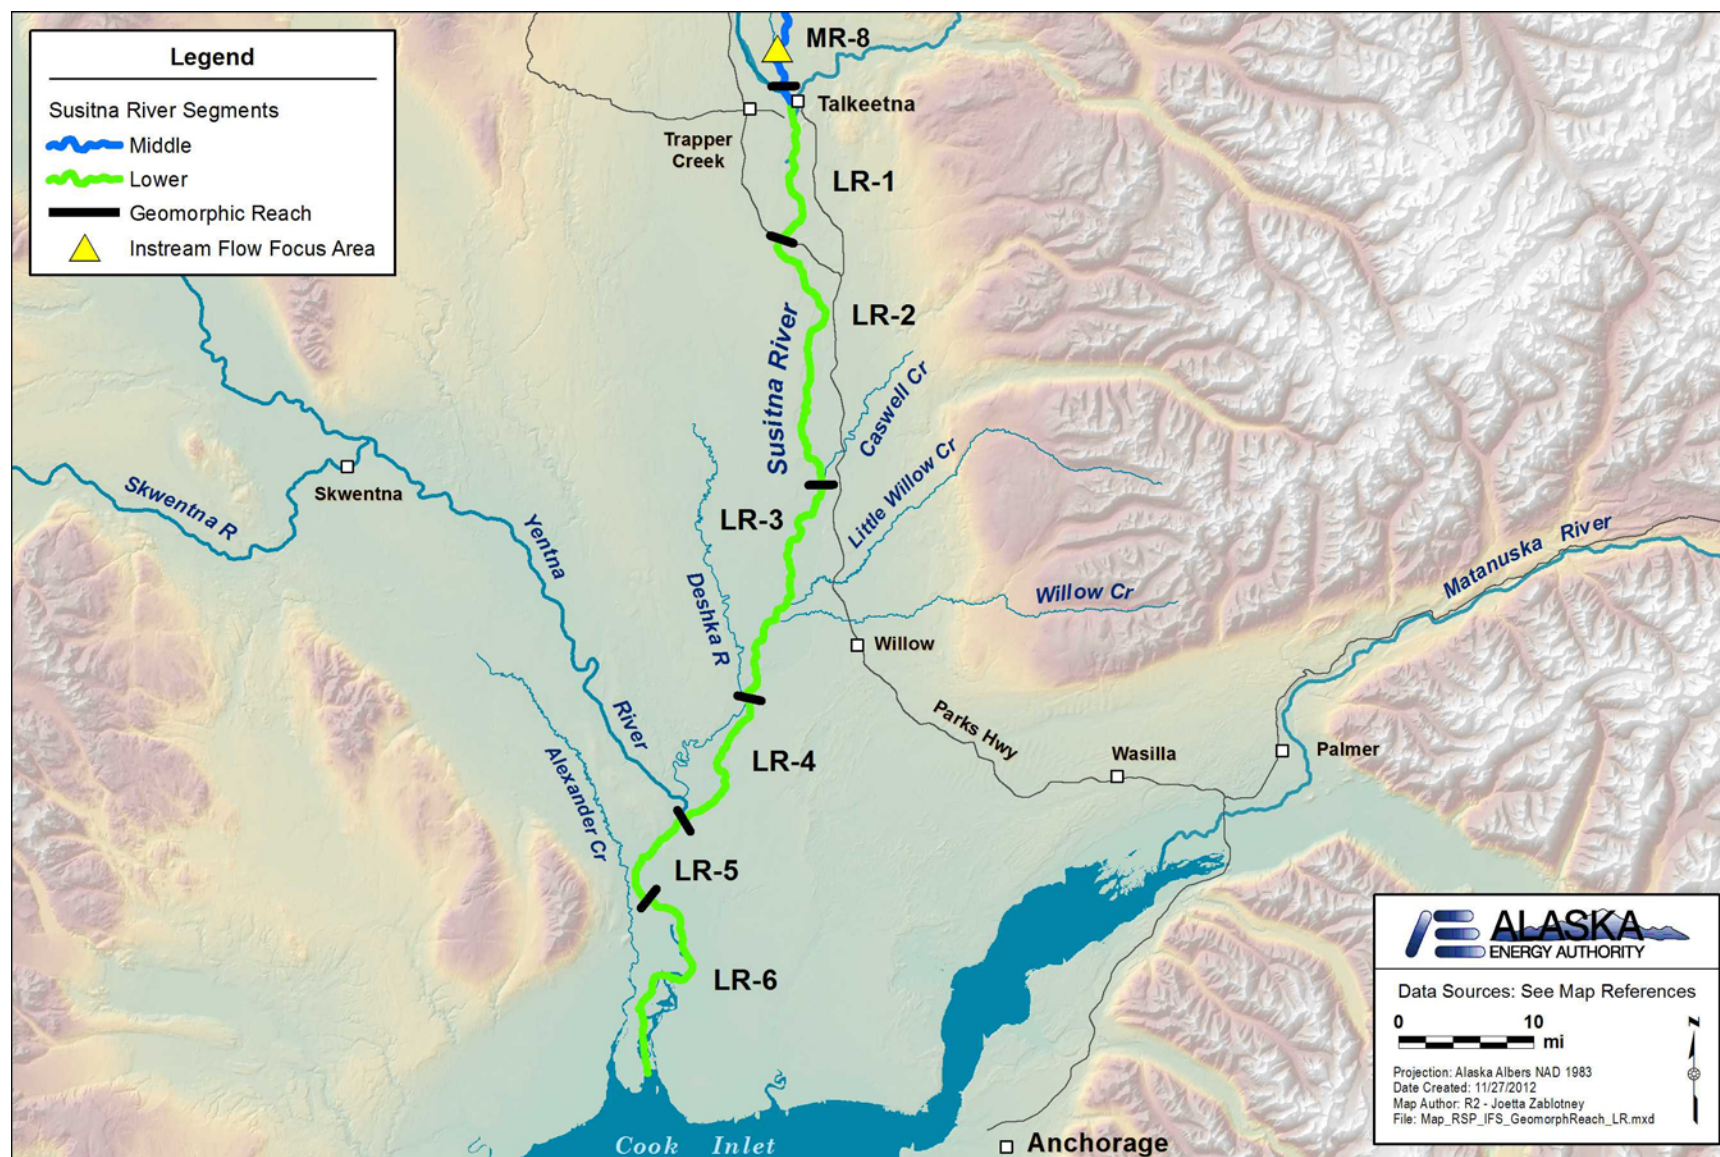 Legend
Susitna River Segments
Middle
Lower
Geomorphic Reach
Instream Flow Focus Area
MR-8
Talkeetna
Trapper
Creek
LR-1
LR-2
Susitna River
Caswell Cr
Little Willow Cr
Skwentna
Skwentna R
Yentna
River
LR-3
Deshka R
Willow Cr
Matanuska River
Willow
Parks Hwy
Wasilla
Palmer
LR-4
Alexander Cr
LR-5
LR-6
Cook Inlet
Anchorage
ALASKA
ENERGY AUTHORITY
Data Sources: See Map References
0 10
mi
N
Projection: Alaska Albers NAD 1983
Date Created: 11/27/2012
Map Author: R2 - Joetta Zablotney
File: Map_RSP_IFS_GeomorphReach_LR.mxd